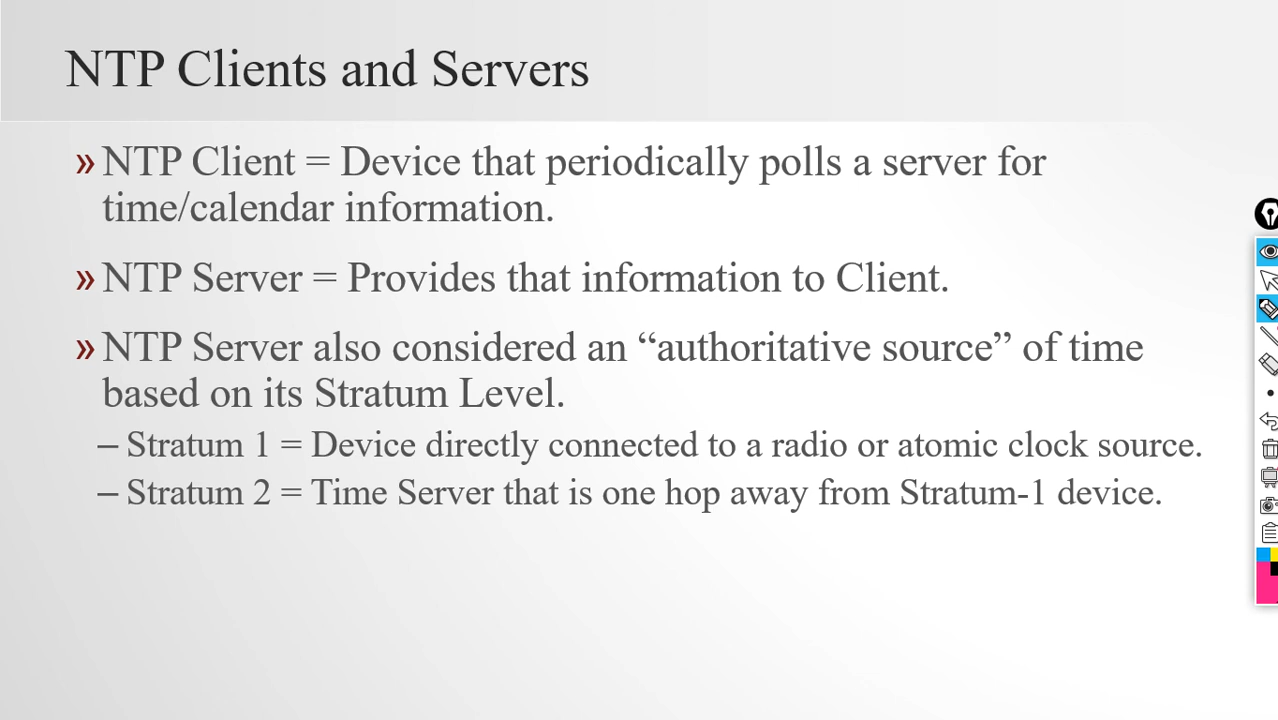 NTP Clients and Servers
» NTP Client = Device that periodically polls a server for
time/calendar information.
» NTP Server = Provides that information to Client.
» NTP Server also considered an “authoritative source” of time
based on its Stratum Level.
– Stratum 1 = Device directly connected to a radio or atomic clock source.
– Stratum 2 = Time Server that is one hop away from Stratum-1 device.